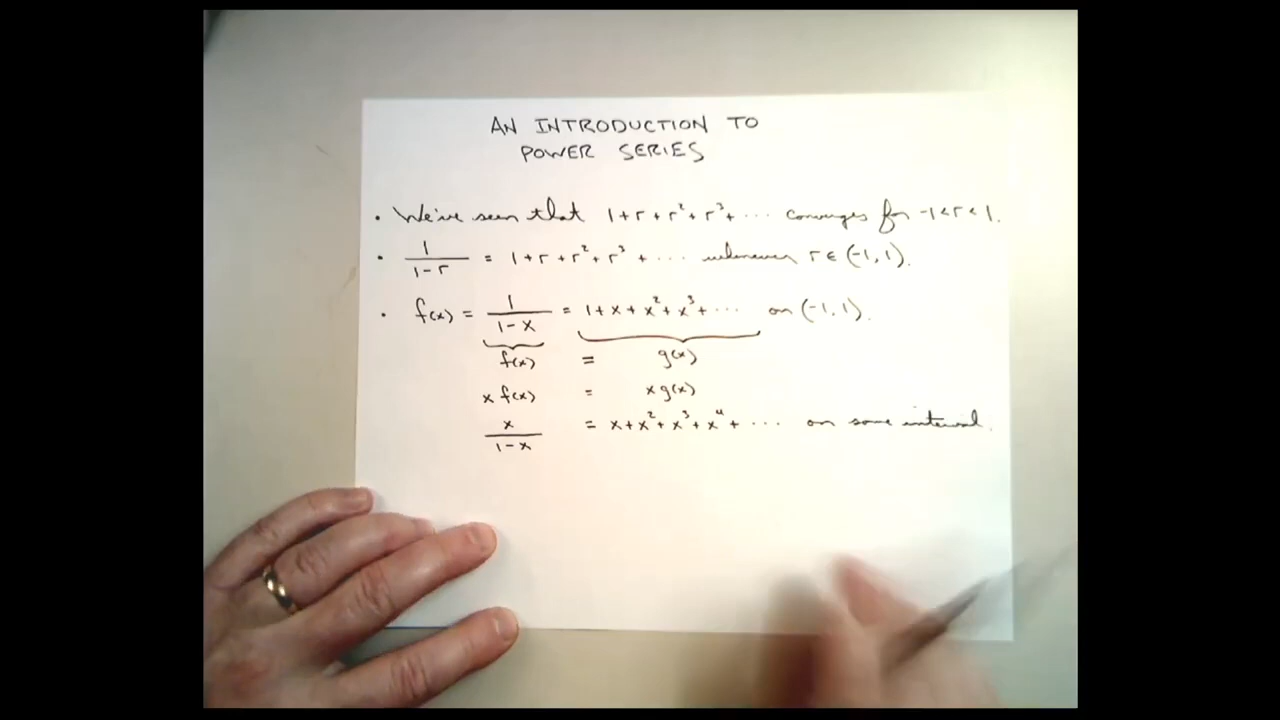 AN INTRODUCTION TO
POWER SERIES
• We've seen that 1+r+r²+r³+ ··· converges for -1<r<1.
• 1/(1-r) = 1+r+r²+r³+ ··· whenever r∈(-1,1).
• f(x) = 1/(1-x) = 1+x+x²+x³+ ··· on (-1,1).
f(x) = g(x)
x f(x) = x g(x)
x/(1-x) = x+x²+x³+x⁴+ ··· on some interval.